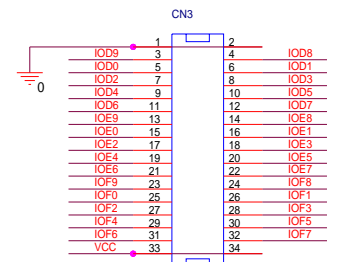 CN3
1 2
IOD9 3 4 IOD8
IOD0 5 6 IOD1
IOD2 7 8 IOD3
IOD4 9 10 IOD5
IOD6 11 12 IOD7
IOE9 13 14 IOE8
IOE0 15 16 IOE1
IOE2 17 18 IOE3
IOE4 19 20 IOE5
IOE6 21 22 IOE7
IOF9 23 24 IOF8
IOF0 25 26 IOF1
IOF2 27 28 IOF3
IOF4 29 30 IOF5
IOF6 31 32 IOF7
VCC 33 34
0